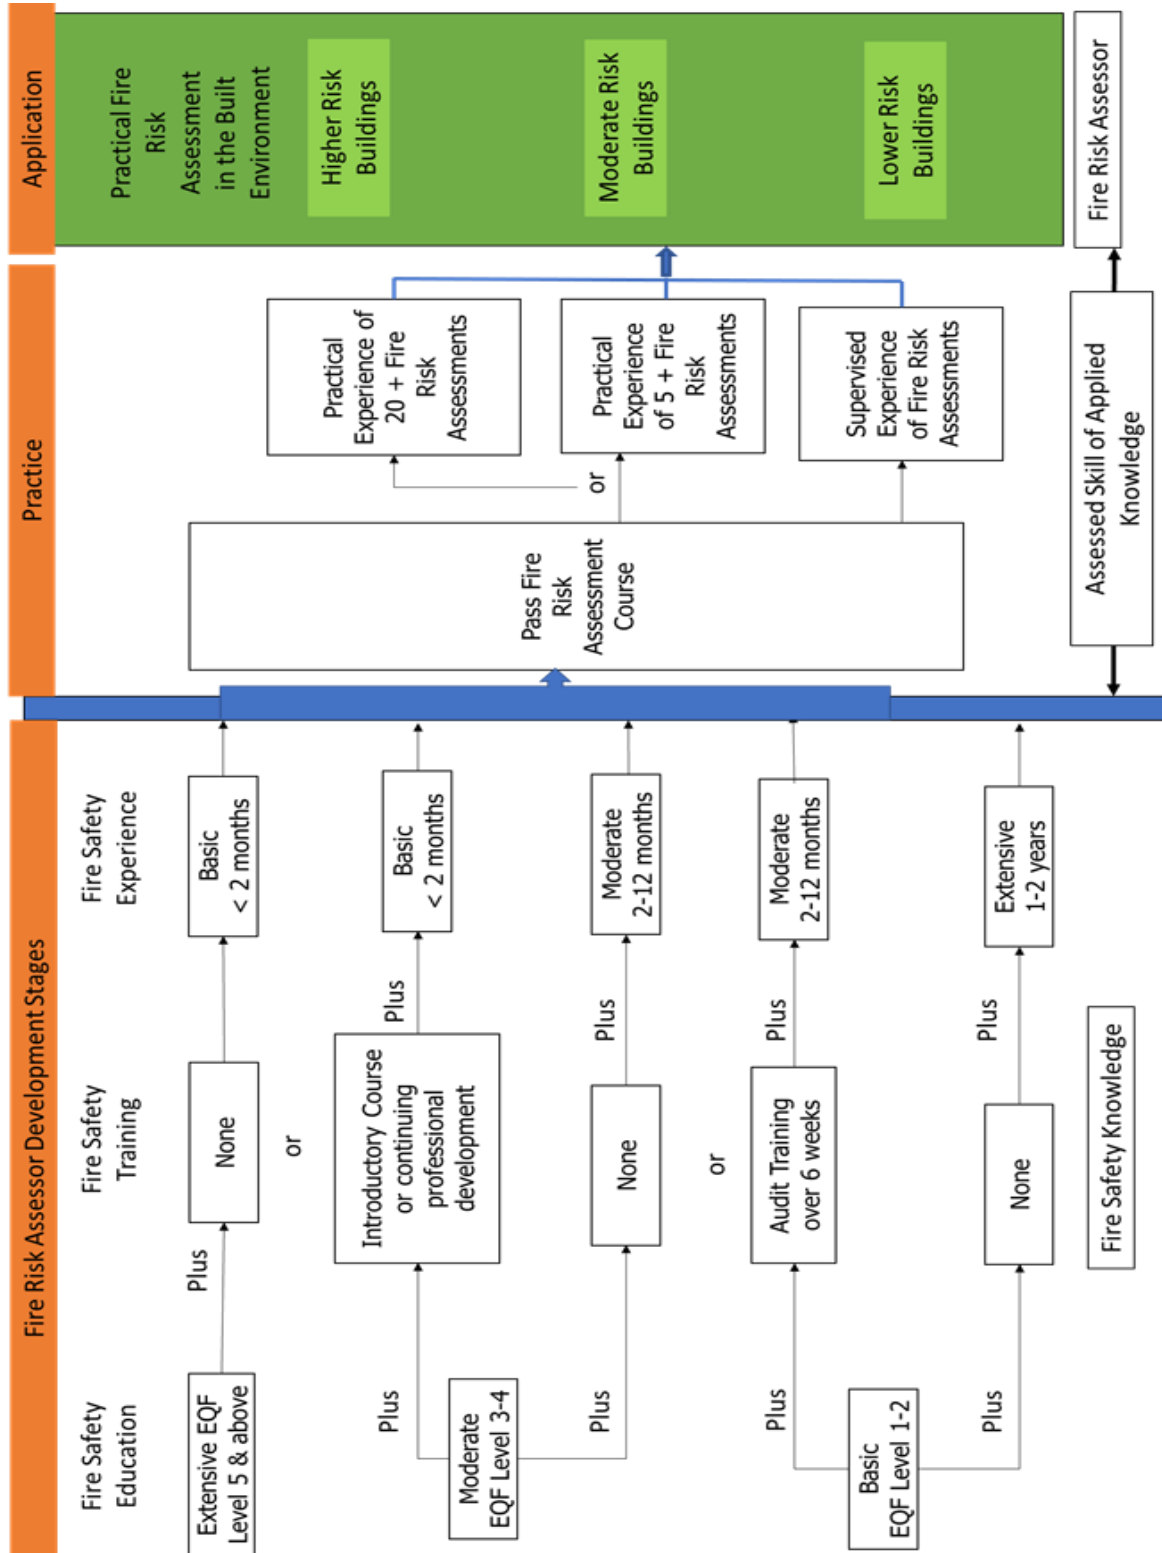 Fire Risk Assessor Development Stages
Practice
Application
Fire Safety
Education
Fire Safety
Training
Fire Safety
Experience
Extensive EQF
Level 5 & above
Plus
None
Basic
< 2 months
or
Moderate
EQF Level 3-4
Plus
Introductory Course
or continuing
professional
development
Plus
Basic
< 2 months
Plus
None
Plus
Moderate
2-12 months
or
Basic
EQF Level 1-2
Plus
Audit Training
over 6 weeks
Plus
Moderate
2-12 months
Plus
None
Plus
Extensive
1-2 years
Fire Safety Knowledge
Pass Fire
Risk
Assessment
Course
or
Practical
Experience of
20 + Fire
Risk
Assessments
Practical
Experience
of 5 + Fire
Risk
Assessments
Supervised
Experience
of Fire Risk
Assessments
Assessed Skill of Applied
Knowledge
Practical Fire
Risk
Assessment
in the Built
Environment
Higher Risk
Buildings
Moderate Risk
Buildings
Lower Risk
Buildings
Fire Risk Assessor